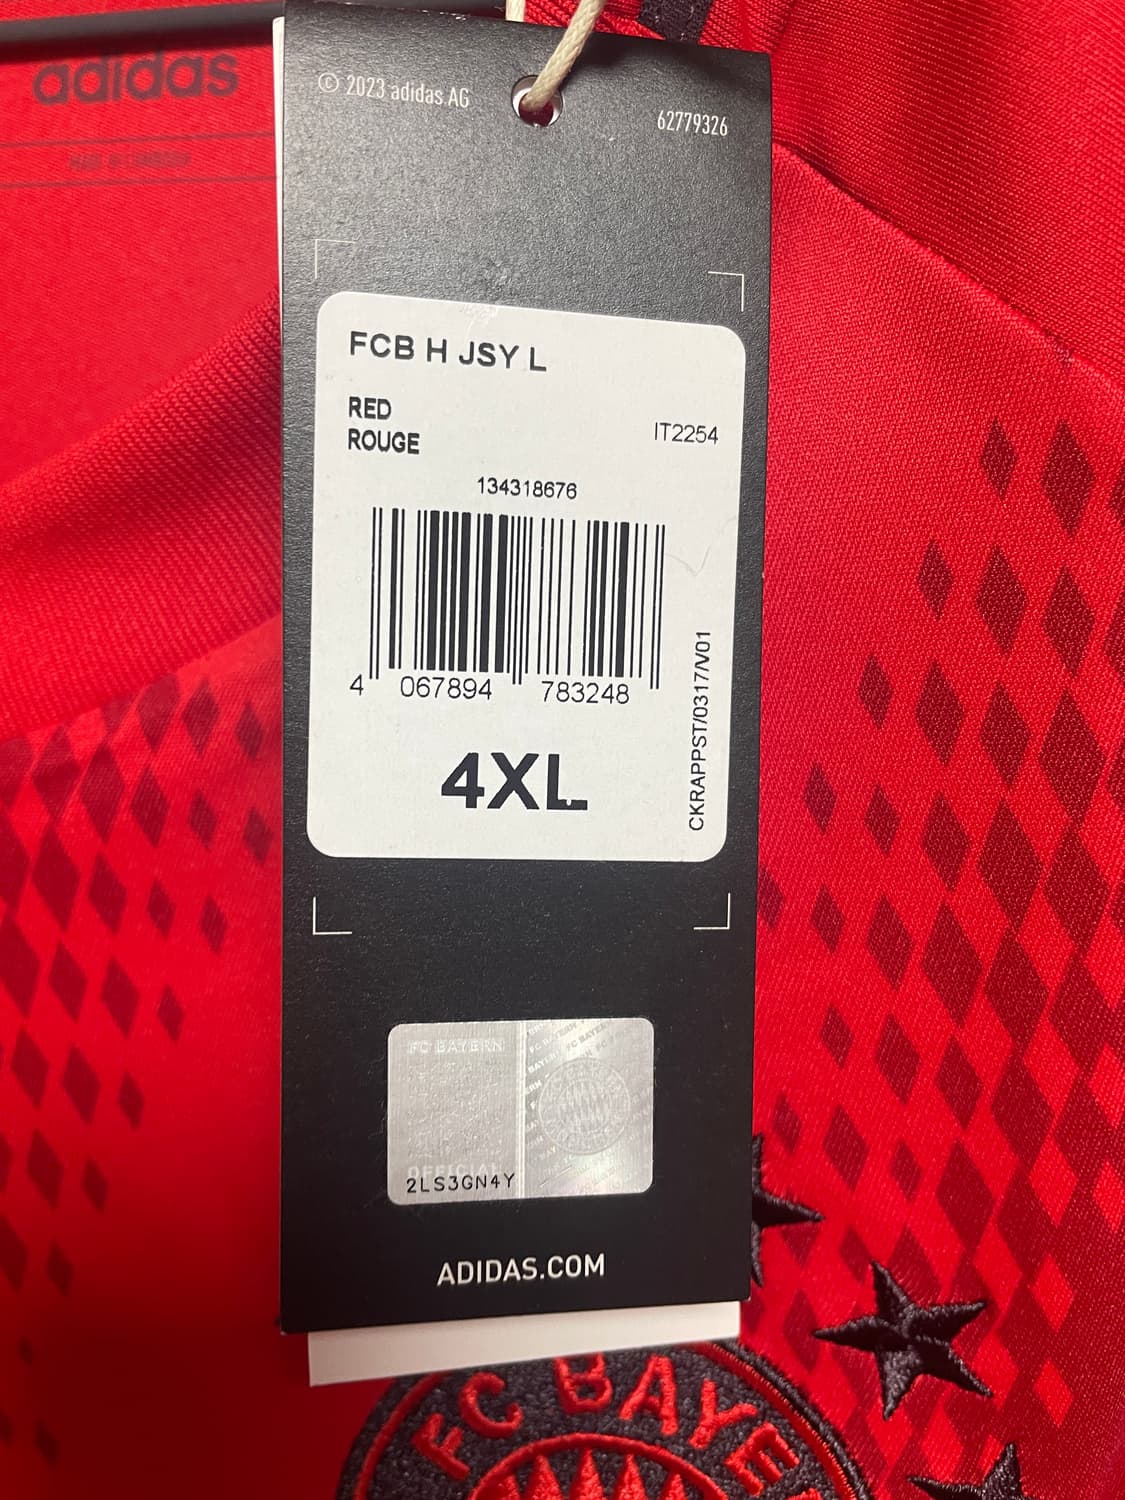 adidas
© 2023 adidas AG
62779326
FCB H JSY L
RED
ROUGE
IT2254
134318676
4 067894 783248
4XL
CKRAPPST/0317/V01
FC BAYERN
OFFICIAL
2LS3GN4Y
ADIDAS.COM
FC BAYE